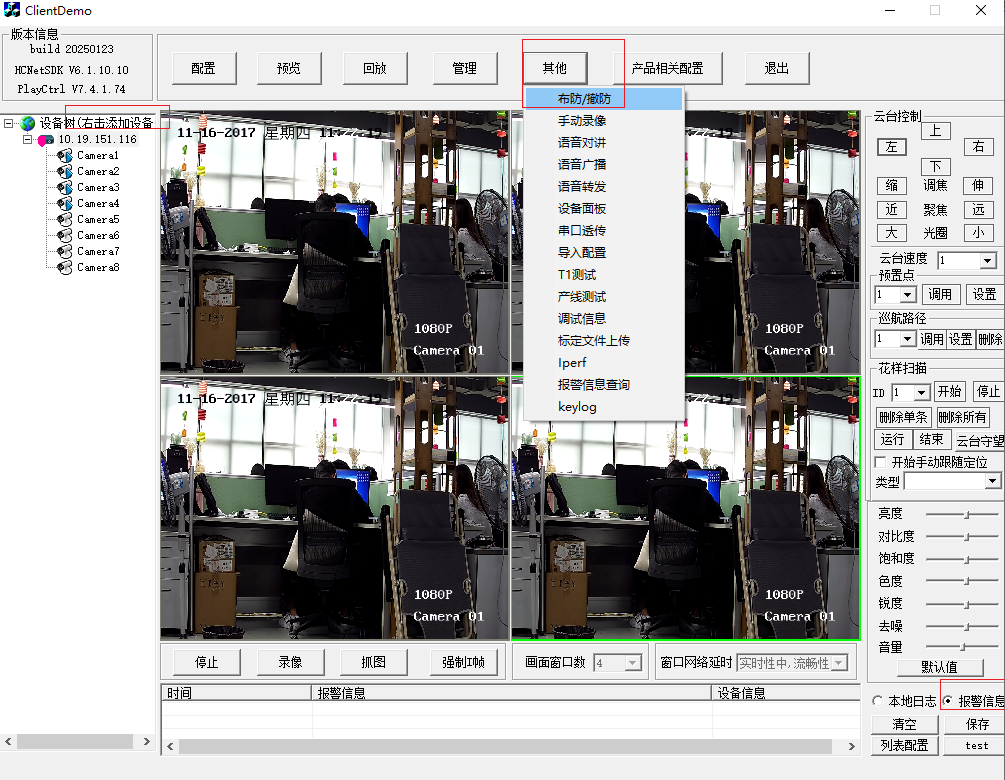 ClientDemo
版本信息
build 20250123
HCNetSDK V6.1.10.10
PlayCtrl V7.4.1.74
配置
预览
回放
管理
其他
产品相关配置
退出
布防/撤防
手动录像
语音对讲
语音广播
语音转发
设备面板
串口透传
导入配置
T1测试
产线测试
调试信息
标定文件上传
Iperf
报警信息查询
keylog
设备树(右击添加设备
10.19.151.116
Camera1
Camera2
Camera3
Camera4
Camera5
Camera6
Camera7
Camera8
11-16-2017 星期四 11:22:19
1080P
Camera 01
1080P
Camera 01
11-16-2017 星期四 11:22:19
1080P
Camera 01
1080P
Camera 01
云台控制
上
左
右
下
缩 调焦 伸
近 聚焦 远
大 光圈 小
云台速度 1
预置点
1 调用 设置
巡航路径
1 调用 设置 删除
花样扫描
ID 1 开始 停止
删除单条 删除所有
运行 结束 云台守望
开始手动跟随定位
类型
亮度
对比度
饱和度
色度
锐度
去噪
音量
默认值
停止
录像
抓图
强制I帧
画面窗口数 4
窗口网络延时 实时性中,流畅性
时间 报警信息 设备信息
本地日志 报警信息
清空 保存
列表配置 test